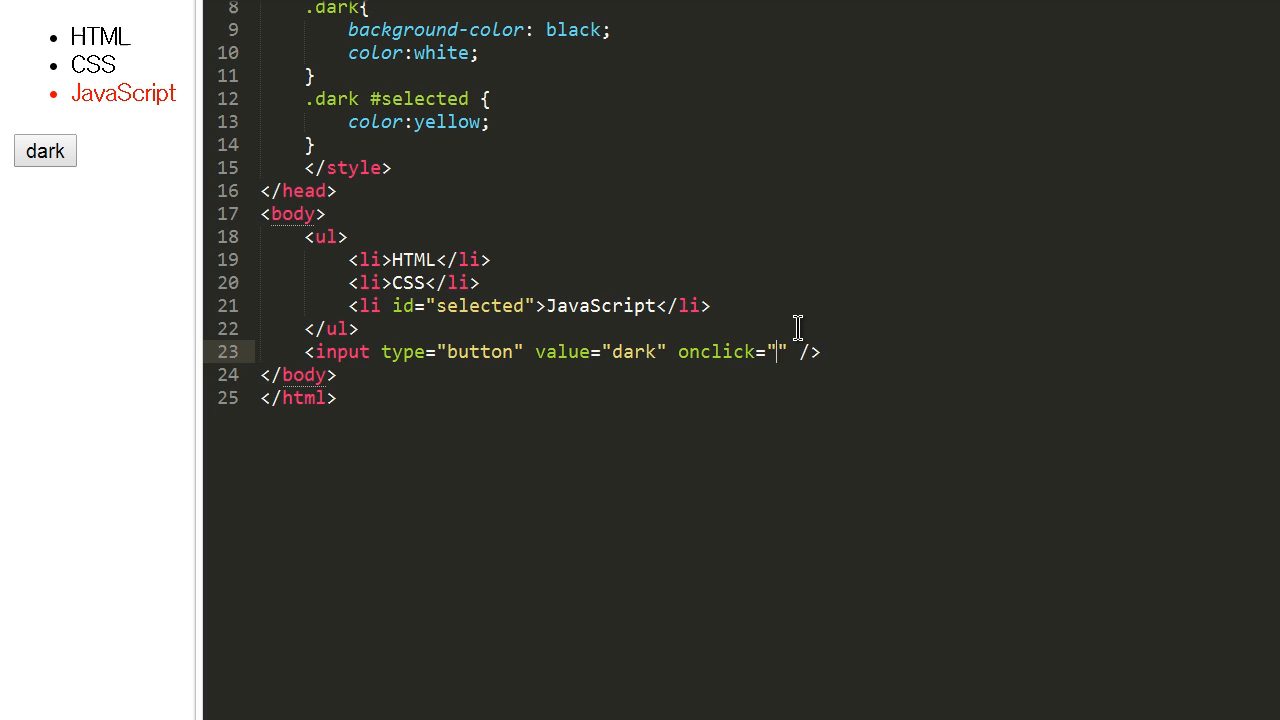 HTML
CSS
JavaScript
dark
8 .dark{
9 background-color: black;
10 color:white;
11 }
12 .dark #selected {
13 color:yellow;
14 }
15 </style>
16 </head>
17 <body>
18 <ul>
19 <li>HTML</li>
20 <li>CSS</li>
21 <li id="selected">JavaScript</li>
22 </ul>
23 <input type="button" value="dark" onclick="" />
24 </body>
25 </html>